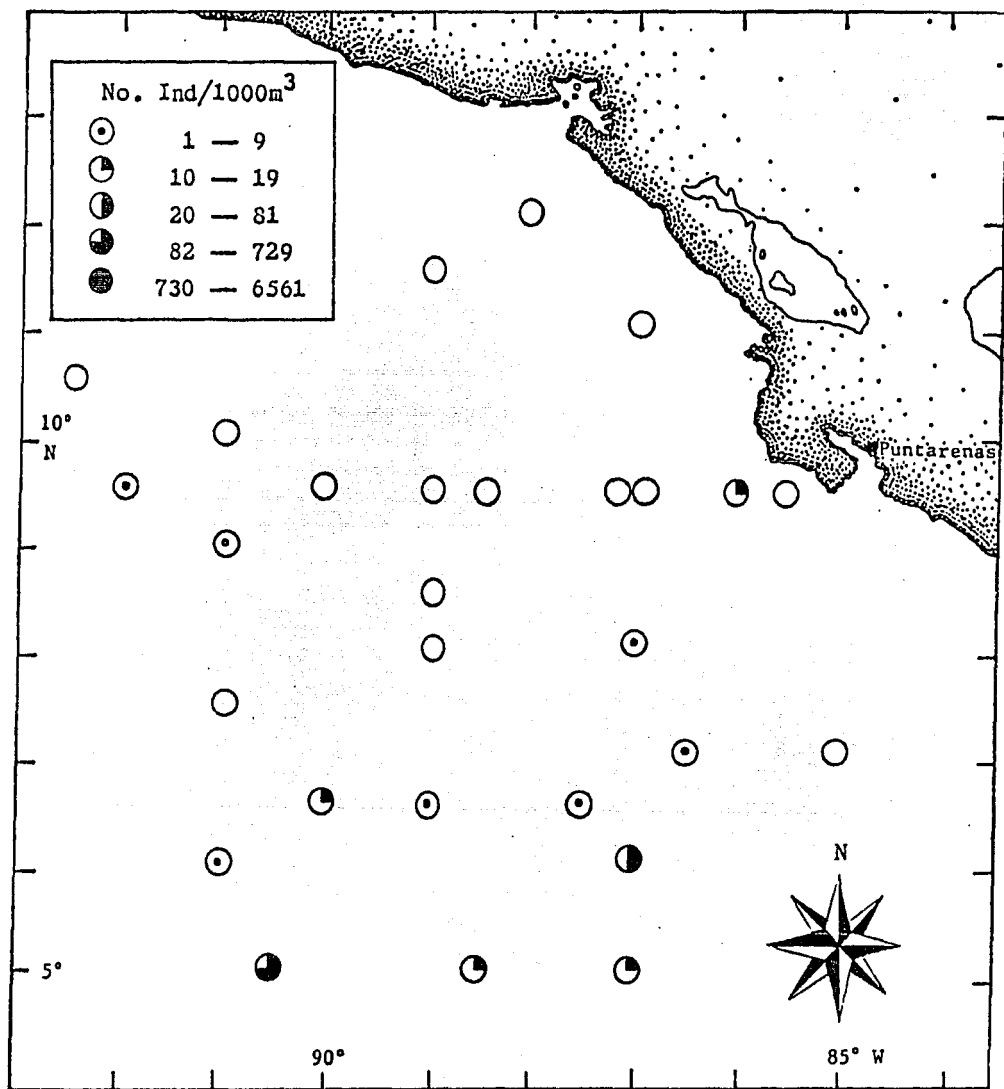 No. Ind/1000m³
1 — 9
10 — 19
20 — 81
82 — 729
730 — 6561
10°
N
Puntarenas
N
5°
90°
85° W